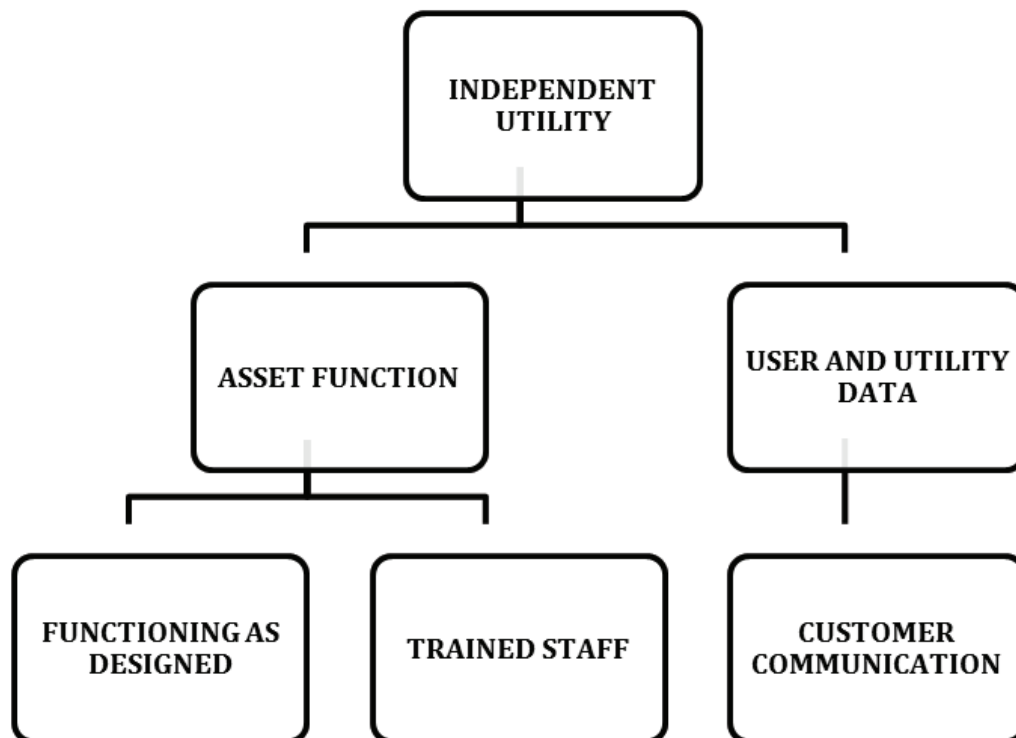 INDEPENDENT
UTILITY
ASSET FUNCTION
USER AND UTILITY
DATA
FUNCTIONING AS
DESIGNED
TRAINED STAFF
CUSTOMER
COMMUNICATION